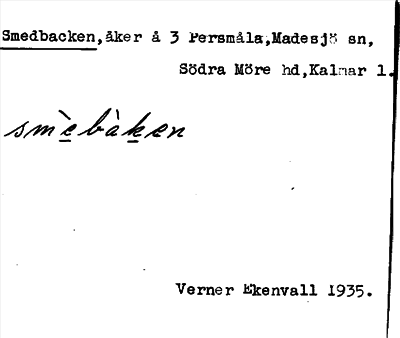 Smedbacken, åker å 3 Persmåla, Madesjö sn,
Södra Möre hd, Kalmar l.
smèbàken
Verner Ekenvall 1935.